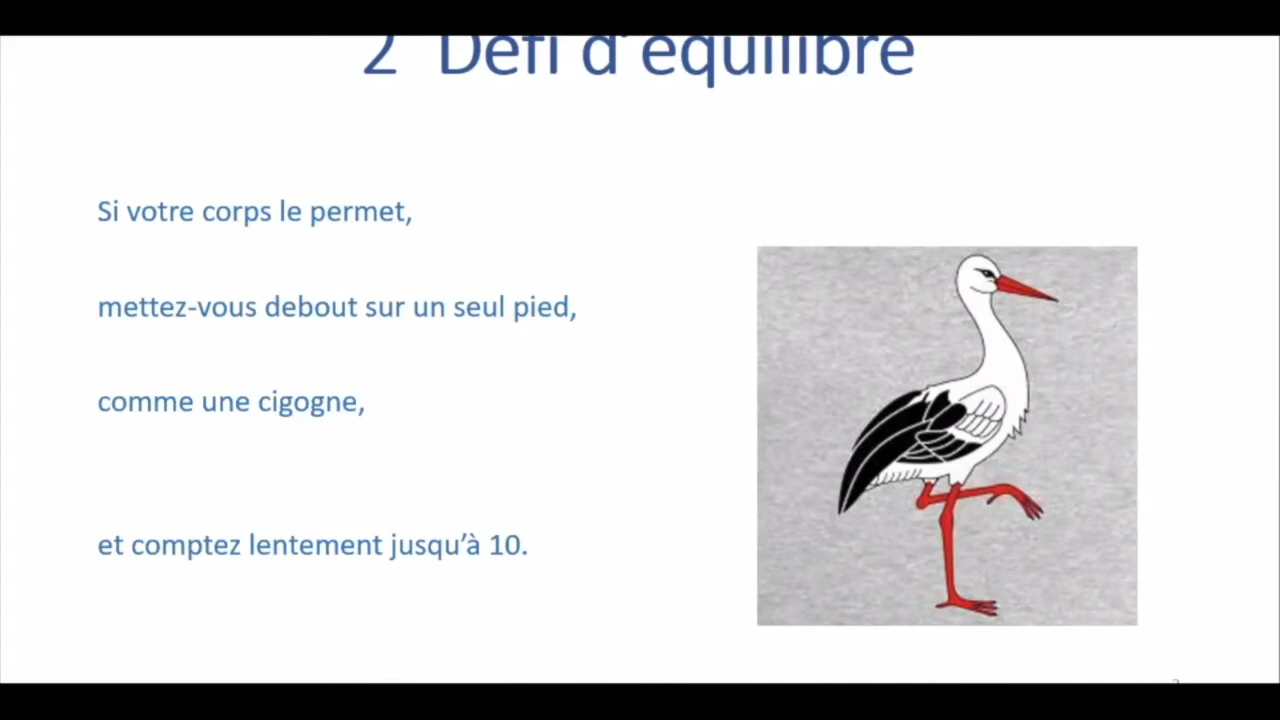 2 Défi d'équilibre
Si votre corps le permet,
mettez-vous debout sur un seul pied,
comme une cigogne,
et comptez lentement jusqu’à 10.